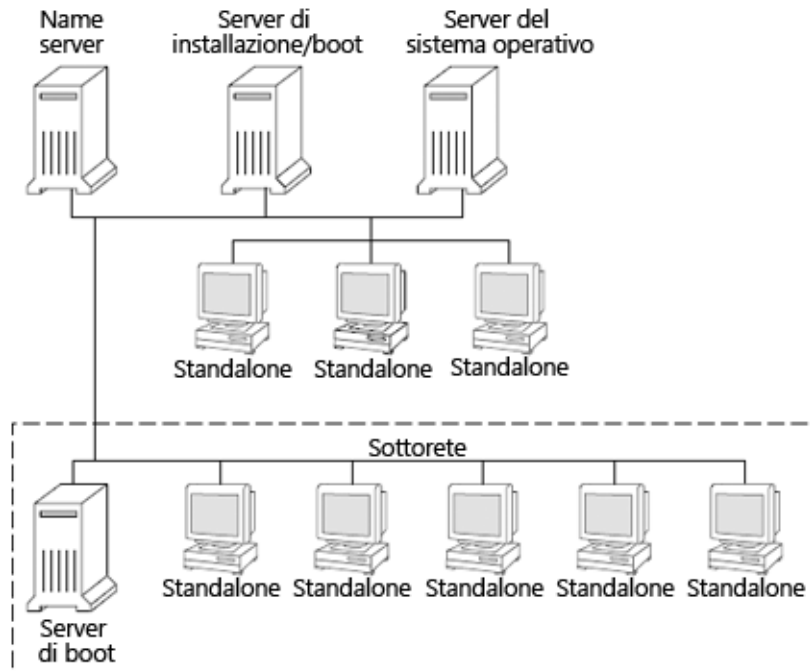 Name
server
Server di
installazione/boot
Server del
sistema operativo
Standalone
Standalone
Standalone
Sottorete
Standalone
Standalone
Standalone
Standalone
Standalone
Server
di boot